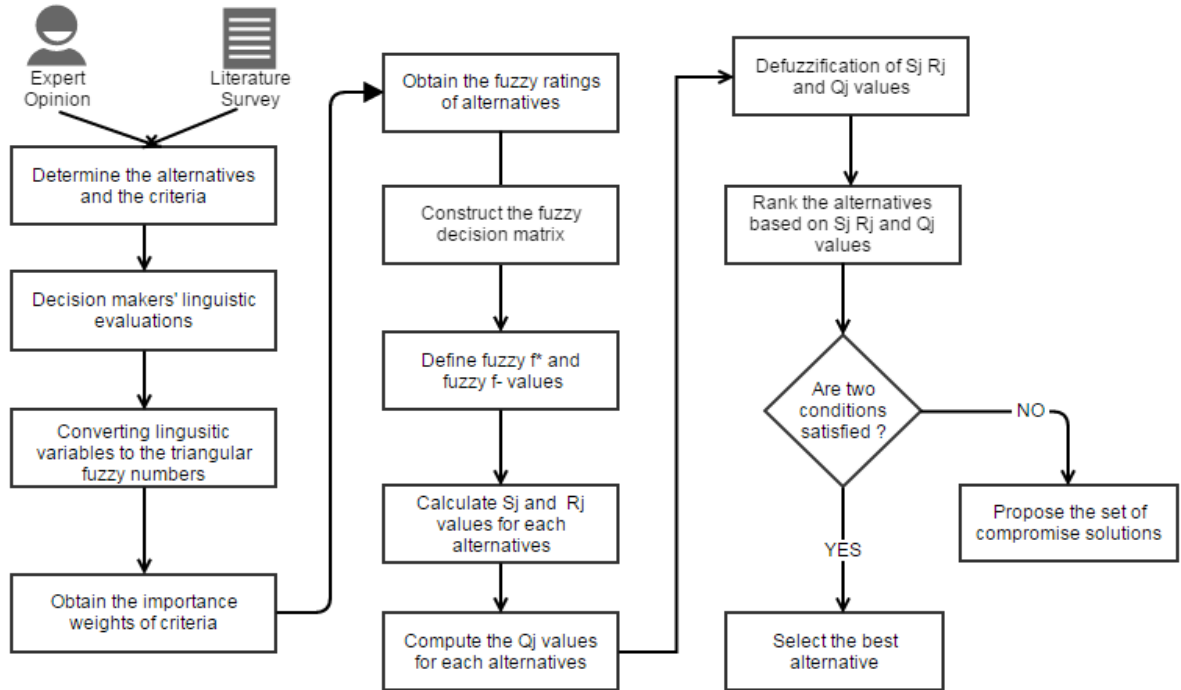 Expert
Opinion
Literature
Survey
Determine the alternatives
and the criteria
Decision makers' linguistic
evaluations
Converting lingusitic
variables to the triangular
fuzzy numbers
Obtain the importance
weights of criteria
Obtain the fuzzy ratings
of alternatives
Construct the fuzzy
decision matrix
Define fuzzy f* and
fuzzy f- values
Calculate Sj and Rj
values for each
alternatives
Compute the Qj values
for each alternatives
Defuzzification of Sj Rj
and Qj values
Rank the alternatives
based on Sj Rj and Qj
values
Are two
conditions
satisfied ?
NO
Propose the set of
compromise solutions
YES
Select the best
alternative